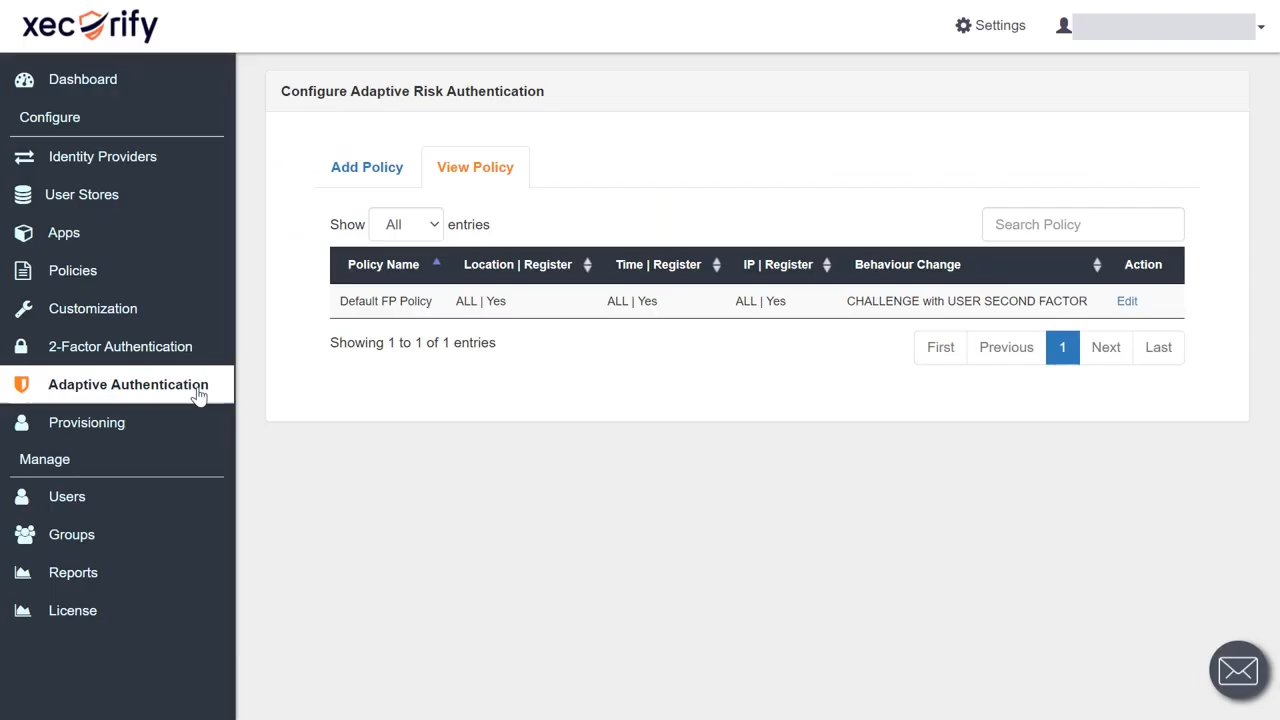 xecurify
Settings
Dashboard
Configure
Identity Providers
User Stores
Apps
Policies
Customization
2-Factor Authentication
Adaptive Authentication
Provisioning
Manage
Users
Groups
Reports
License
Configure Adaptive Risk Authentication
Add Policy View Policy
Show All entries Search Policy
Policy Name Location | Register Time | Register IP | Register Behaviour Change Action
Default FP Policy ALL | Yes ALL | Yes ALL | Yes CHALLENGE with USER SECOND FACTOR Edit
Showing 1 to 1 of 1 entries First Previous 1 Next Last